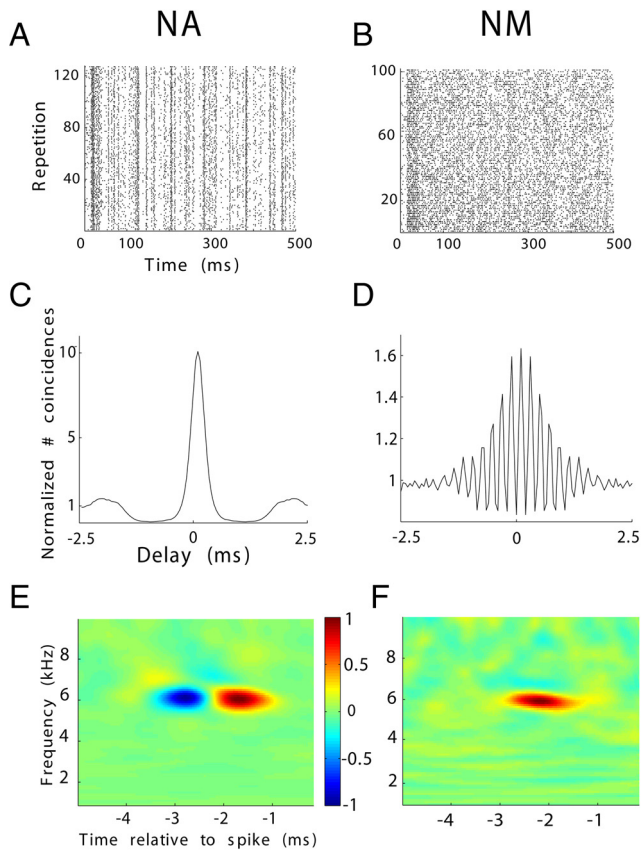 NA
NM
A
B
120
80
40
Repetition
0 100 300 500
Time (ms)
100
60
20
0 100 300 500
C
D
Normalized # coincidences
10
5
1
-2.5 0 2.5
Delay (ms)
1.6
1.4
1.2
1
-2.5 0 2.5
E
F
Frequency (kHz)
8
6
4
2
-4 -3 -2 -1
Time relative to spike (ms)
1
0.5
0
-0.5
-1
8
6
4
2
-4 -3 -2 -1